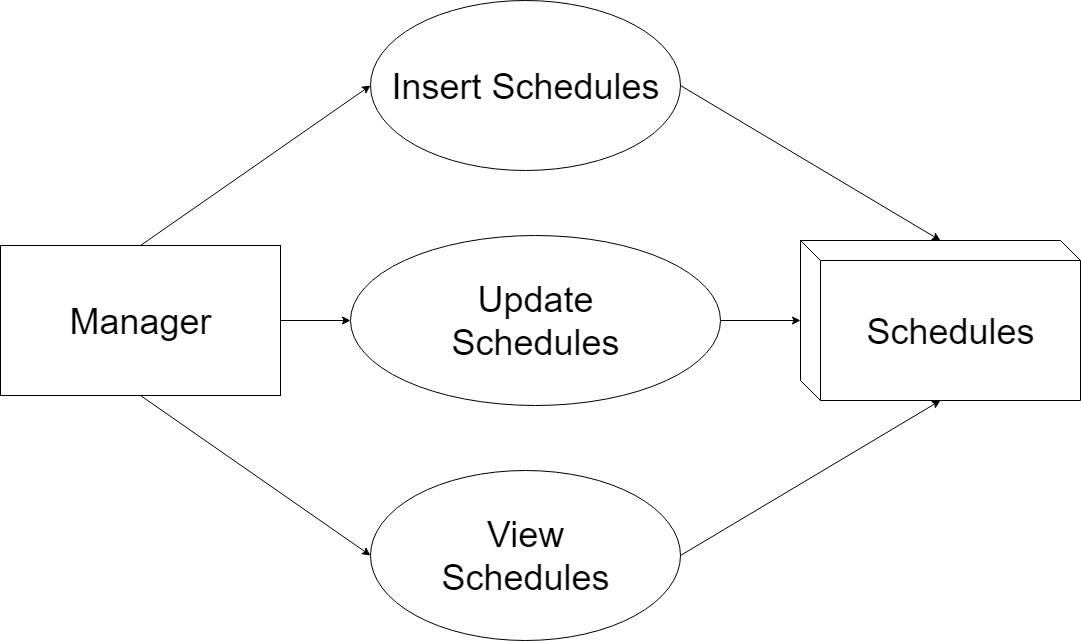 Insert Schedules
Manager
Update
Schedules
Schedules
View
Schedules